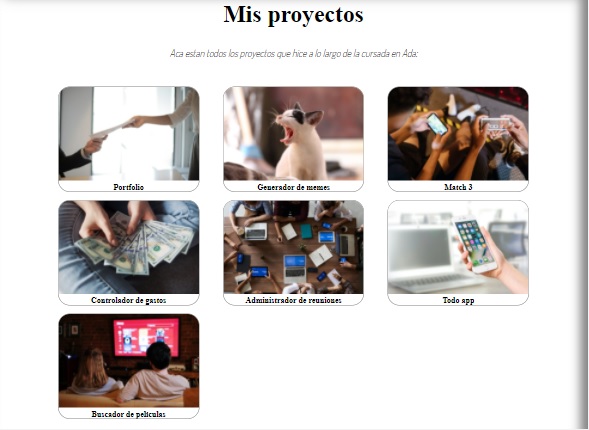 Mis proyectos
Aca estan todos los proyectos que hice a lo largo de la cursada en Ada:
Portfolio
Generador de memes
Match 3
Controlador de gastos
Administrador de reuniones
Todo app
Buscador de películas